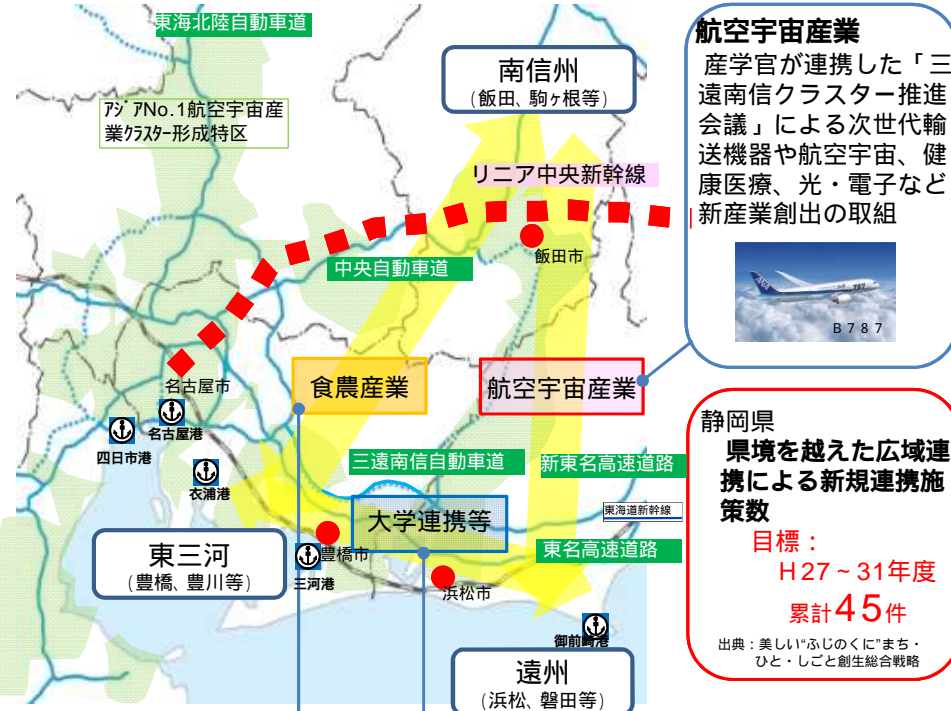 東海北陸自動車道
アジアNo.1航空宇宙産
業クラスター形成特区
南信州
(飯田、駒ヶ根等)
リニア中央新幹線
飯田市
中央自動車道
名古屋市
名古屋港
四日市港
衣浦港
食農産業
航空宇宙産業
三遠南信自動車道
新東名高速道路
東海道新幹線
大学連携等
東名高速道路
東三河
(豊橋、豊川等)
豊橋市
三河港
浜松市
御前崎港
遠州
(浜松、磐田等)
航空宇宙産業
産学官が連携した「三
遠南信クラスター推進
会議」による次世代輸
送機器や航空宇宙、健
康医療、光・電子など
新産業創出の取組
ANA
787
B787
静岡県
県境を越えた広域連
携による新規連携施
策数
目標：
H27～31年度
累計45件
出典：美しい“ふじのくに”まち・
ひと・しごと創生総合戦略